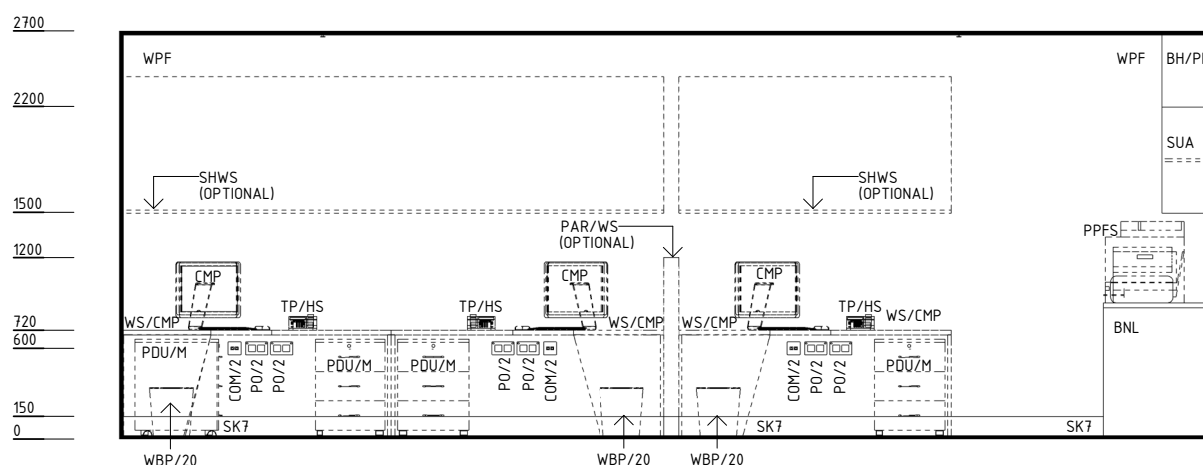 2700
WPF
WPF
BH/P
2200
SUA
SHWS
(OPTIONAL)
SHWS
(OPTIONAL)
1500
PAR/WS
(OPTIONAL)
PPFS
1200
CMP
CMP
CMP
TP/HS
TP/HS
TP/HS
WS/CMP
WS/CMP
WS/CMP
WS/CMP
720
BNL
600
PDU/M
PDU/M
PDU/M
PDU/M
COM/2
PO/2
PO/2
PO/2
PO/2
COM/2
COM/2
PO/2
PO/2
150
SK7
SK7
SK7
0
WBP/20
WBP/20
WBP/20